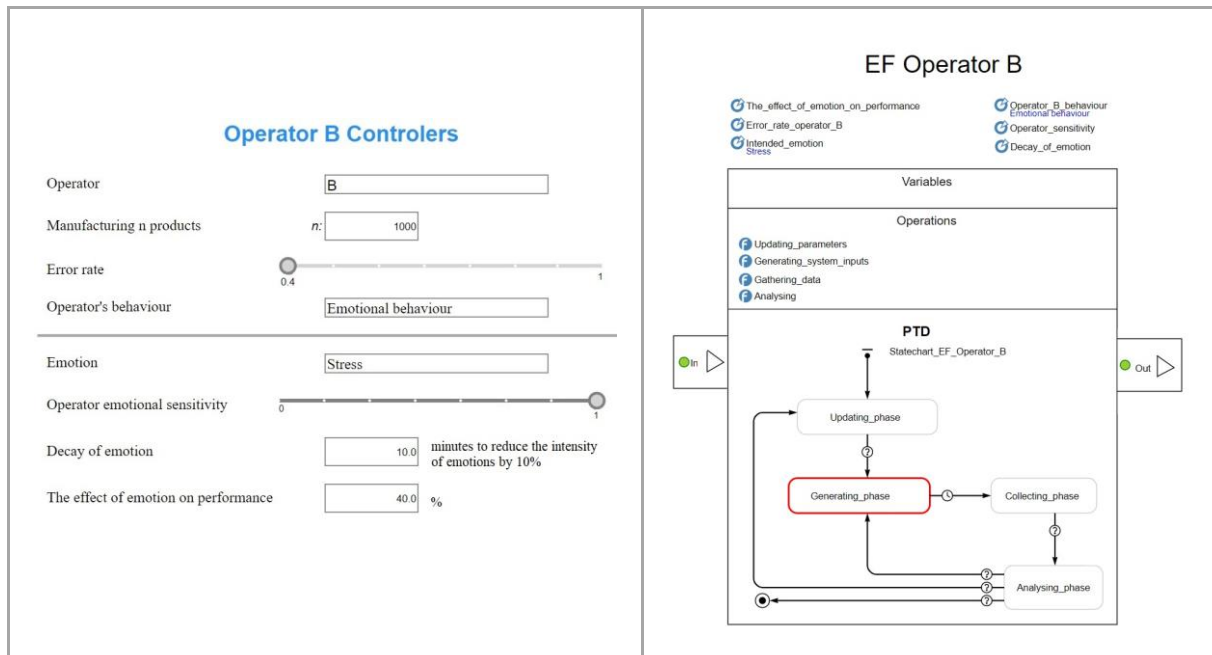 Operator B Controlers
Operator
B
Manufacturing n products
n:
1000
Error rate
0.4
1
Operator's behaviour
Emotional behaviour
Emotion
Stress
Operator emotional sensitivity
0
1
Decay of emotion
10.0
minutes to reduce the intensity
of emotions by 10%
The effect of emotion on performance
40.0
%
EF Operator B
The_effect_of_emotion_on_performance
Error_rate_operator_B
Intended_emotion
Stress
Operator_B_behaviour
Emotional behaviour
Operator_sensitivity
Decay_of_emotion
Variables
Operations
F Updating_parameters
F Generating_system_inputs
F Gathering_data
F Analysing
PTD
Statechart_EF_Operator_B
In
Out
Updating_phase
?
Generating_phase
Collecting_phase
?
Analysing_phase
?
?
?